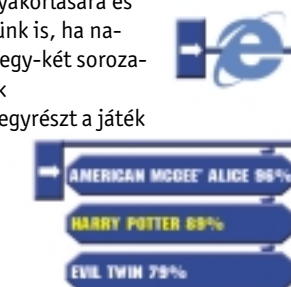 yakorlására és
ünk is, ha na-
egy-két soroza-
k
egyrészt a játék
AMERICAN MCGEE' ALICE 96%
HARRY POTTER 89%
EVIL TWIN 79%